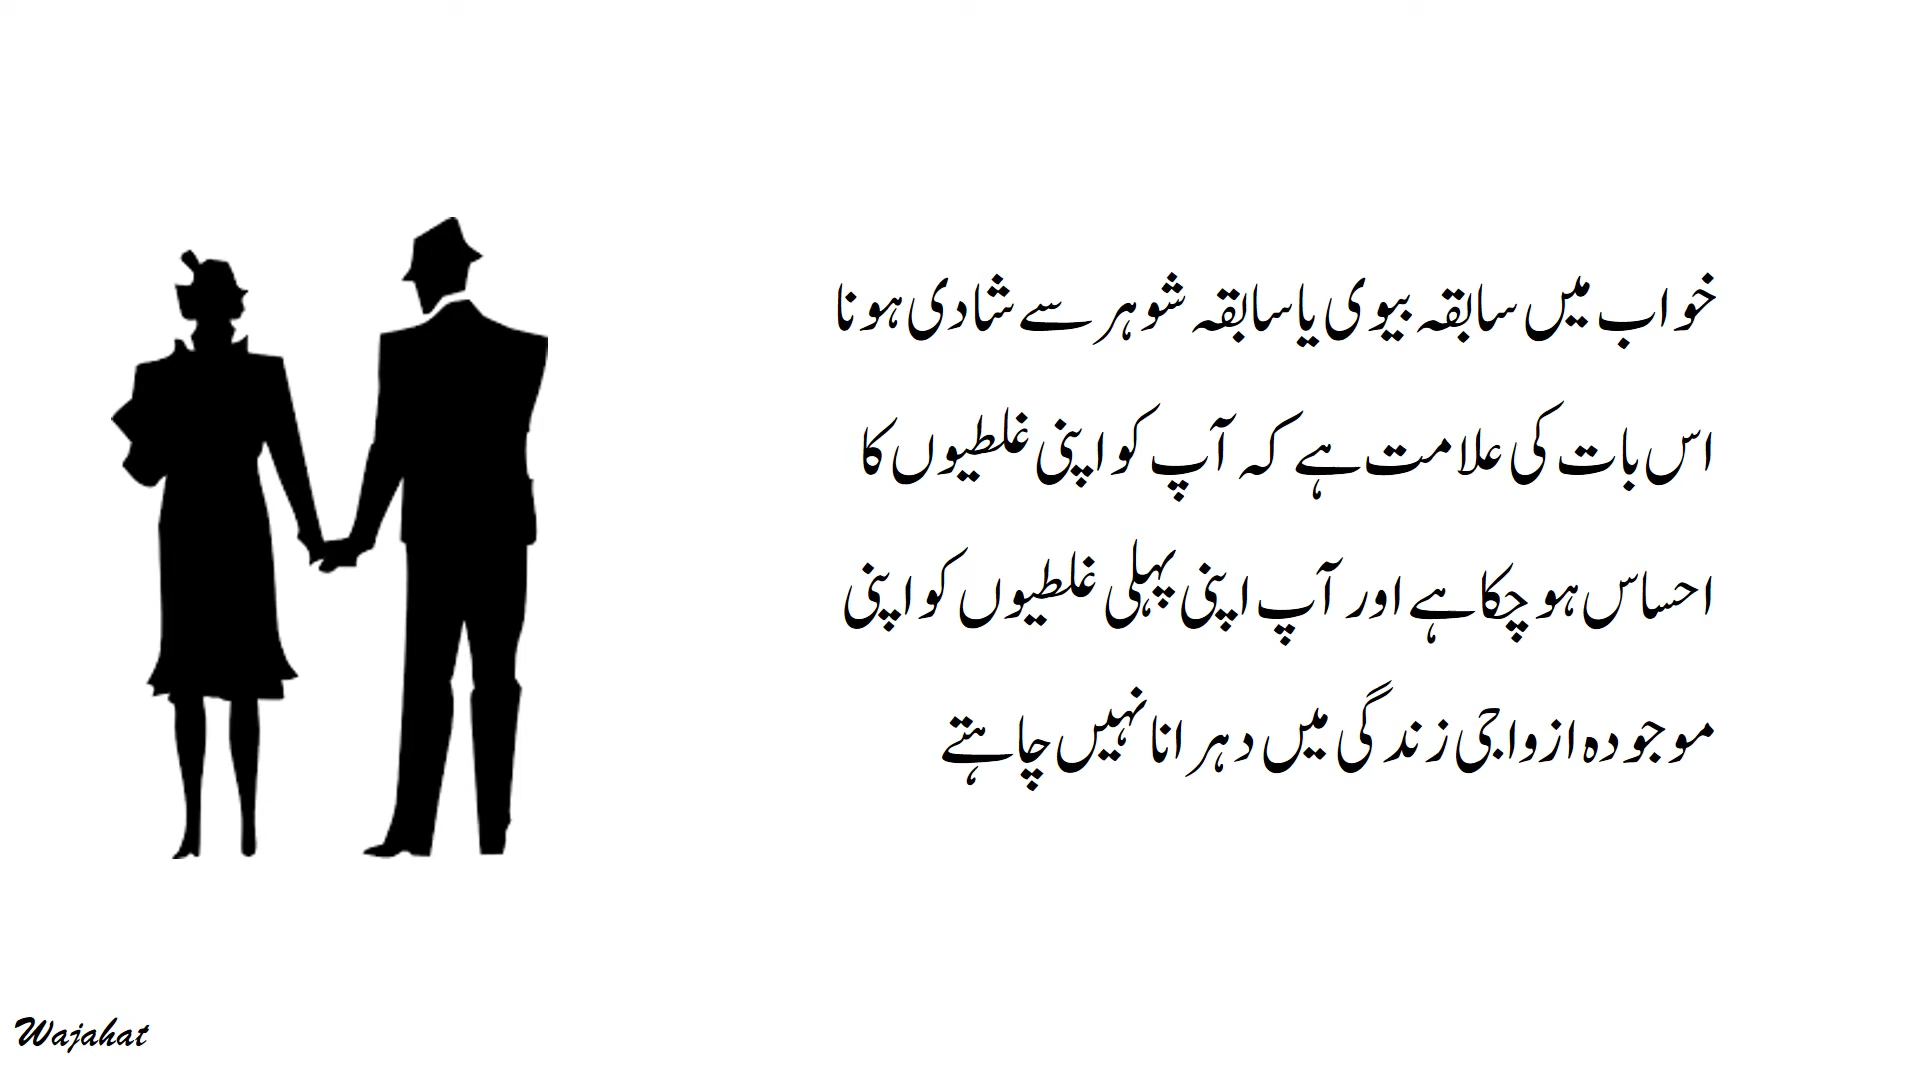 خواب میں سابقہ بیوی یا سابقہ شوہر سے شادی ہونا
اس بات کی علامت ہے کہ آپ کو اپنی غلطیوں کا
احساس ہو چکا ہے اور آپ اپنی پہلی غلطیوں کو اپنی
موجودہ ازواجی زندگی میں دہرانا نہیں چاہتے
Wajahat